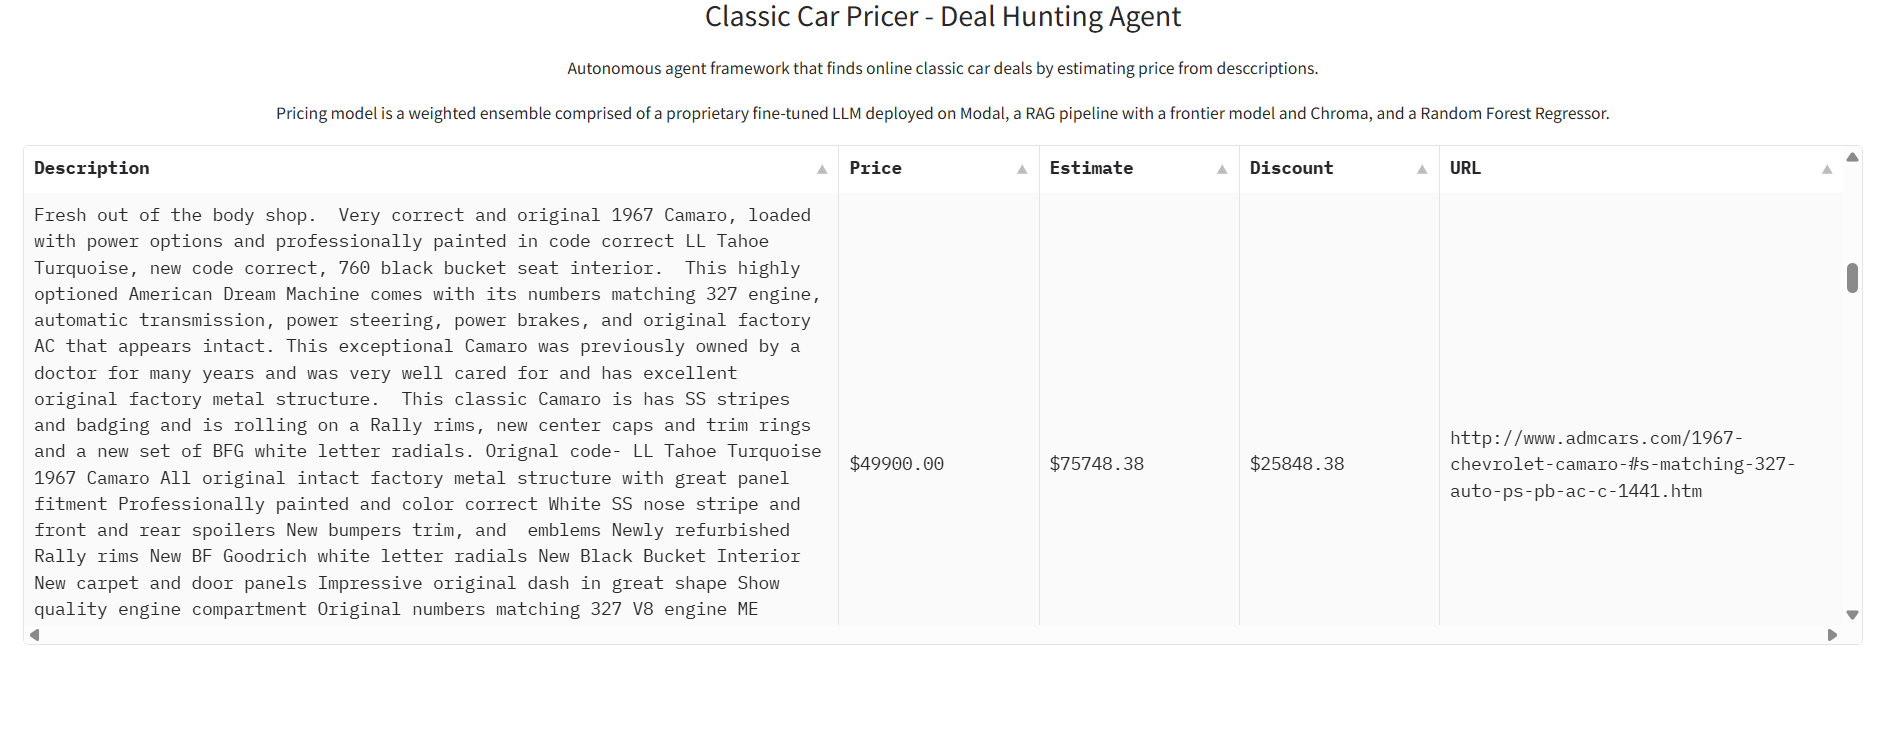 Classic Car Pricer - Deal Hunting Agent
Autonomous agent framework that finds online classic car deals by estimating price from desccriptions.
Pricing model is a weighted ensemble comprised of a proprietary fine-tuned LLM deployed on Modal, a RAG pipeline with a frontier model and Chroma, and a Random Forest Regressor.
Description Price Estimate Discount URL
Fresh out of the body shop.  Very correct and original 1967 Camaro, loaded
with power options and professionally painted in code correct LL Tahoe
Turquoise, new code correct, 760 black bucket seat interior.  This highly
optioned American Dream Machine comes with its numbers matching 327 engine,
automatic transmission, power steering, power brakes, and original factory
AC that appears intact. This exceptional Camaro was previously owned by a
doctor for many years and was very well cared for and has excellent
original factory metal structure.  This classic Camaro is has SS stripes
and badging and is rolling on a Rally rims, new center caps and trim rings
and a new set of BFG white letter radials. Orignal code- LL Tahoe Turquoise
1967 Camaro All original intact factory metal structure with great panel
fitment Professionally painted and color correct White SS nose stripe and
front and rear spoilers New bumpers trim, and  emblems Newly refurbished
Rally rims New BF Goodrich white letter radials New Black Bucket Interior
New carpet and door panels Impressive original dash in great shape Show
quality engine compartment Original numbers matching 327 V8 engine ME
$49900.00
$75748.38
$25848.38
http://www.admcars.com/1967-
chevrolet-camaro-#s-matching-327-
auto-ps-pb-ac-c-1441.htm